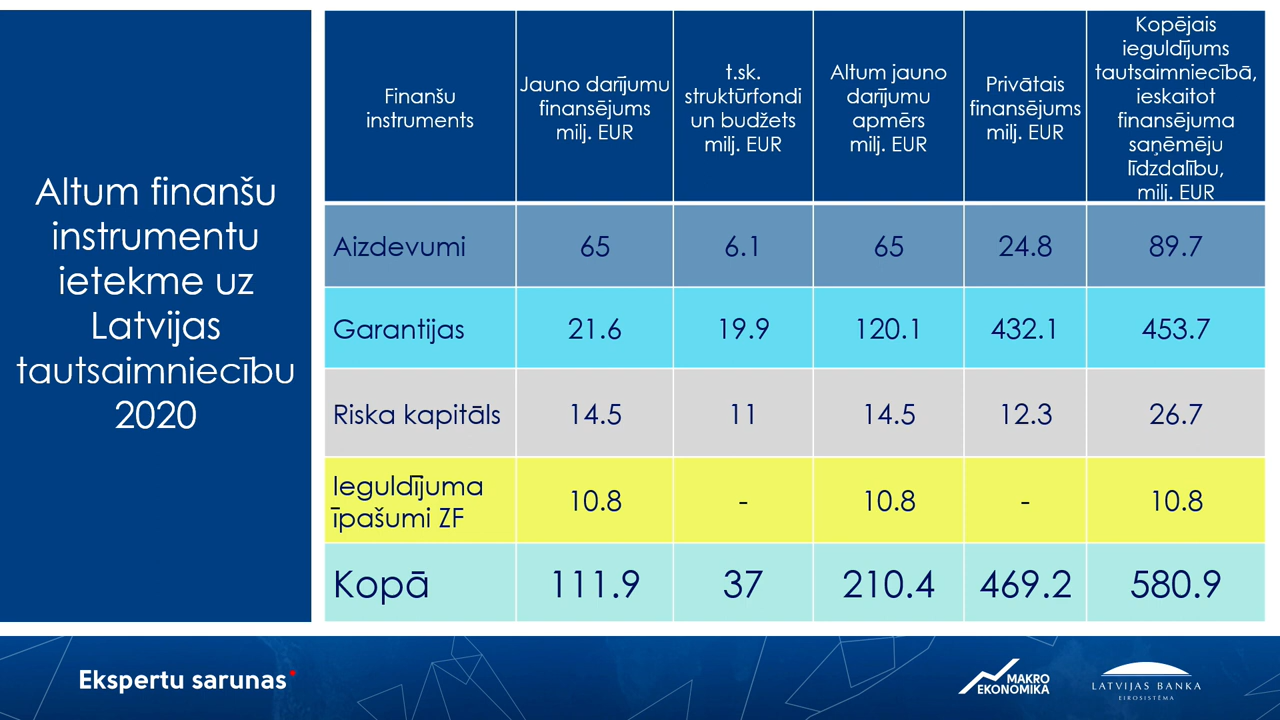 Altum finanšu
instrumentu
ietekme uz
Latvijas
tautsaimniecību
2020
Finanšu
instruments
Jauno darījumu
finansējums
milj. EUR
t.sk.
struktūrfondi
un budžets
milj. EUR
Altum jauno
darījumu
apmērs
milj. EUR
Privātais
finansējums
milj. EUR
Kopējais
ieguldījums
tautsaimniecībā,
ieskaitot
finansējuma
saņēmēju
līdzdalību,
milj. EUR
Aizdevumi 65 6.1 65 24.8 89.7
Garantijas 21.6 19.9 120.1 432.1 453.7
Riska kapitāls 14.5 11 14.5 12.3 26.7
Ieguldījuma
īpašumi ZF 10.8 - 10.8 - 10.8
Kopā 111.9 37 210.4 469.2 580.9
Ekspertu sarunas
MAKRO
EKONOMIKA
LATVIJAS BANKA
EIROSISTĒMA